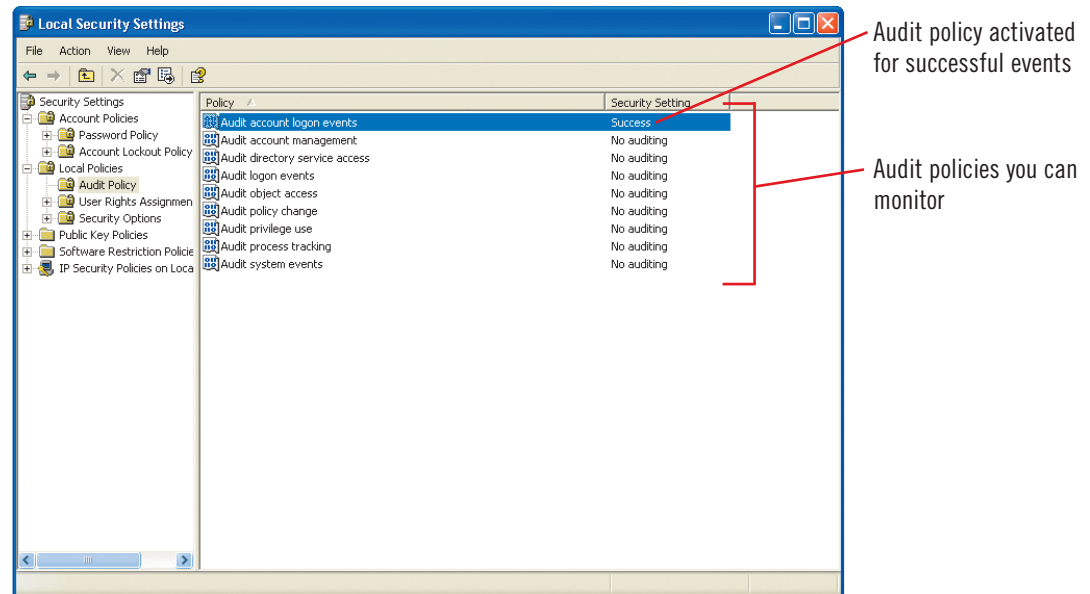 Local Security Settings
File Action View Help
Security Settings
Account Policies
Password Policy
Account Lockout Policy
Local Policies
Audit Policy
User Rights Assignmen
Security Options
Public Key Policies
Software Restriction Policie
IP Security Policies on Loca
Policy Security Setting
Audit account logon events Success
Audit account management No auditing
Audit directory service access No auditing
Audit logon events No auditing
Audit object access No auditing
Audit policy change No auditing
Audit privilege use No auditing
Audit process tracking No auditing
Audit system events No auditing
Audit policy activated
for successful events
Audit policies you can
monitor